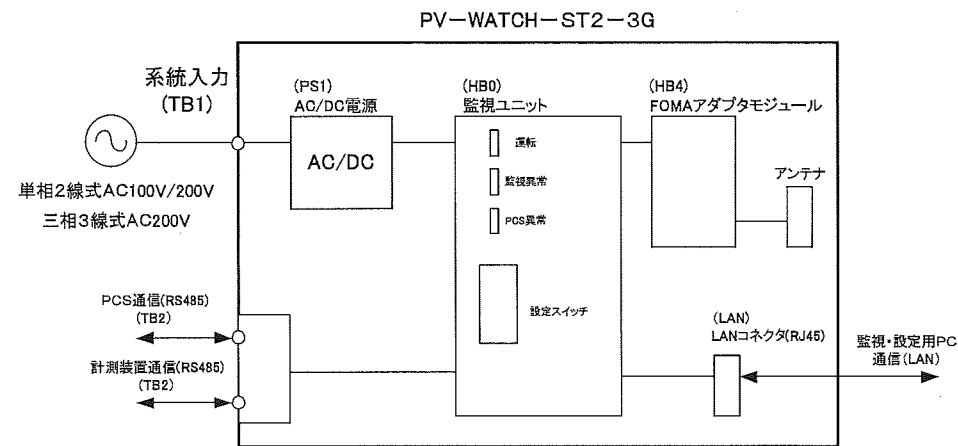 PV－WATCH－ST2－3G
系統入力
(TB1)
(PS1)
AC/DC電源
(HB0)
監視ユニット
(HB4)
FOMAアダプタモジュール
AC/DC
運転
監視異常
PCS異常
アンテナ
単相2線式AC100V/200V
三相3線式AC200V
設定スイッチ
PCS通信(RS485)
(TB2)
計測装置通信(RS485)
(TB2)
(LAN)
LANコネクタ(RJ45)
監視・設定用PC
通信(LAN)